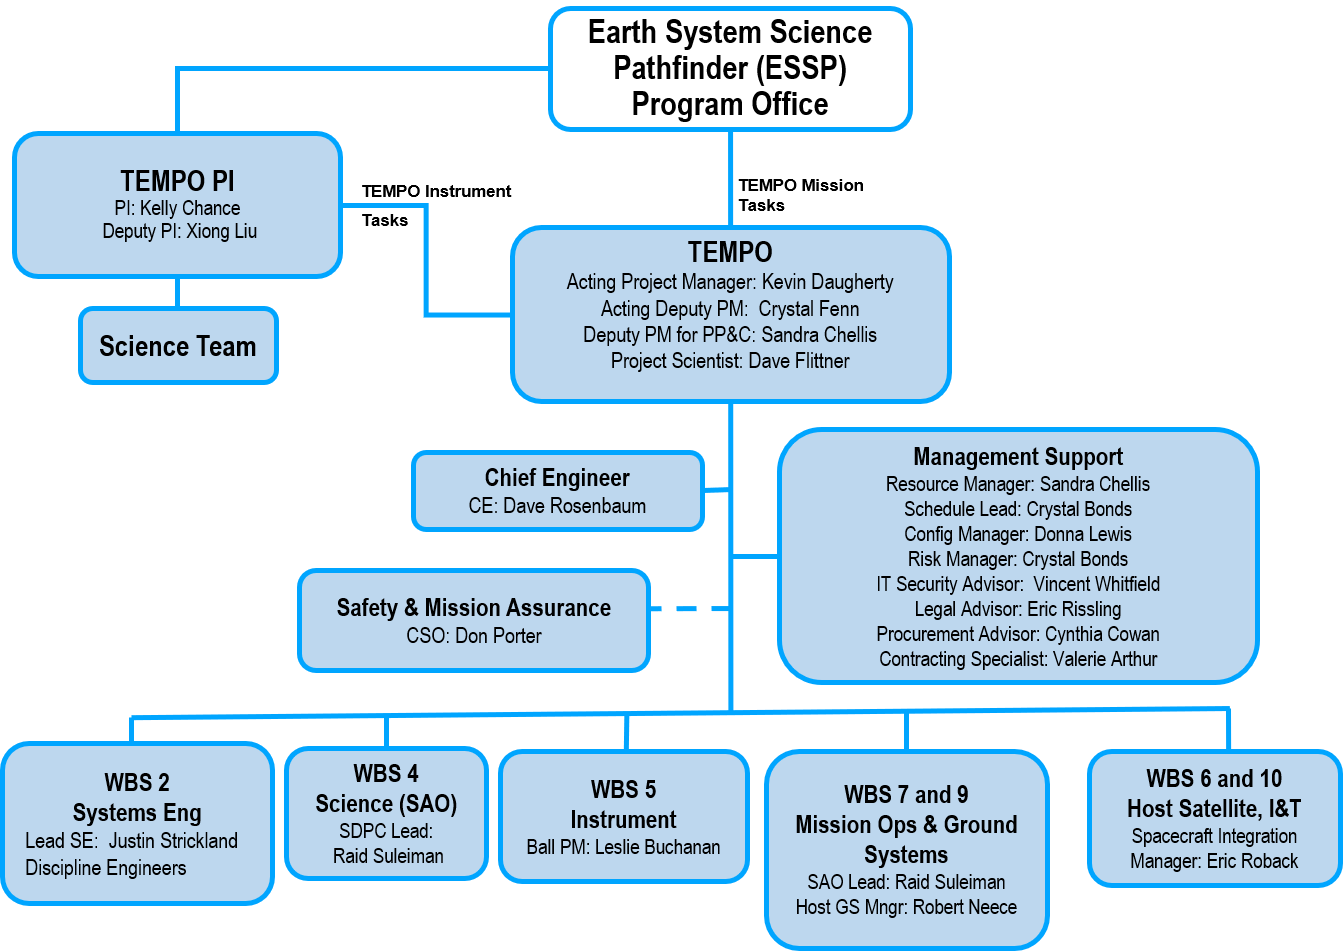 Earth System Science
Pathfinder (ESSP)
Program Office
TEMPO PI
PI: Kelly Chance
Deputy PI: Xiong Liu
TEMPO Instrument
Tasks
TEMPO Mission
Tasks
Science Team
TEMPO
Acting Project Manager: Kevin Daugherty
Acting Deputy PM: Crystal Fenn
Deputy PM for PP&C: Sandra Chellis
Project Scientist: Dave Flittner
Chief Engineer
CE: Dave Rosenbaum
Management Support
Resource Manager: Sandra Chellis
Schedule Lead: Crystal Bonds
Config Manager: Donna Lewis
Risk Manager: Crystal Bonds
IT Security Advisor: Vincent Whitfield
Legal Advisor: Eric Rissling
Procurement Advisor: Cynthia Cowan
Contracting Specialist: Valerie Arthur
Safety & Mission Assurance
CSO: Don Porter
WBS 2
Systems Eng
Lead SE: Justin Strickland
Discipline Engineers
WBS 4
Science (SAO)
SDPC Lead:
Raid Suleiman
WBS 5
Instrument
Ball PM: Leslie Buchanan
WBS 7 and 9
Mission Ops & Ground
Systems
SAO Lead: Raid Suleiman
Host GS Mngr: Robert Neece
WBS 6 and 10
Host Satellite, I&T
Spacecraft Integration
Manager: Eric Roback